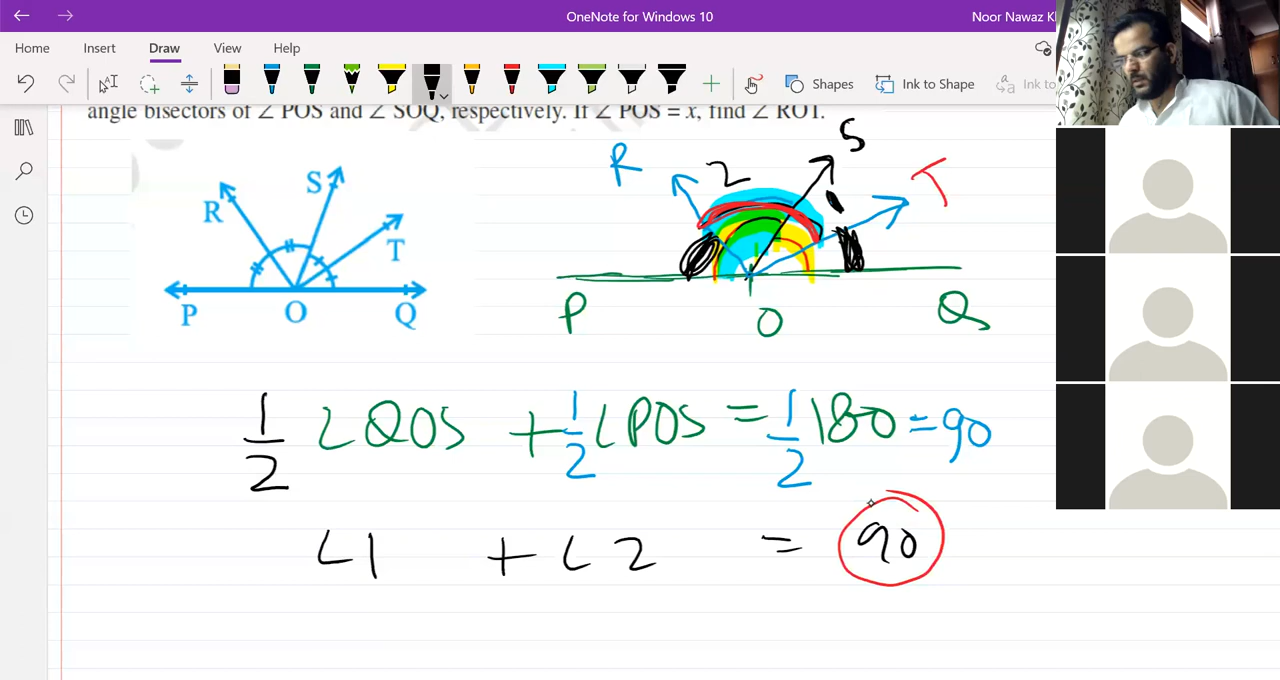 OneNote for Windows 10
Noor Nawaz Kh
Home Insert Draw View Help
Shapes Ink to Shape Ink to
angle bisectors of ∠ POS and ∠ SOQ, respectively. If ∠ POS = x, find ∠ ROT.
R S T
P O Q
R 2 S T
1
P O Q
1/2 ∠QOS + 1/2 ∠POS = 1/2 180 = 90
∠1 + ∠2 = 90